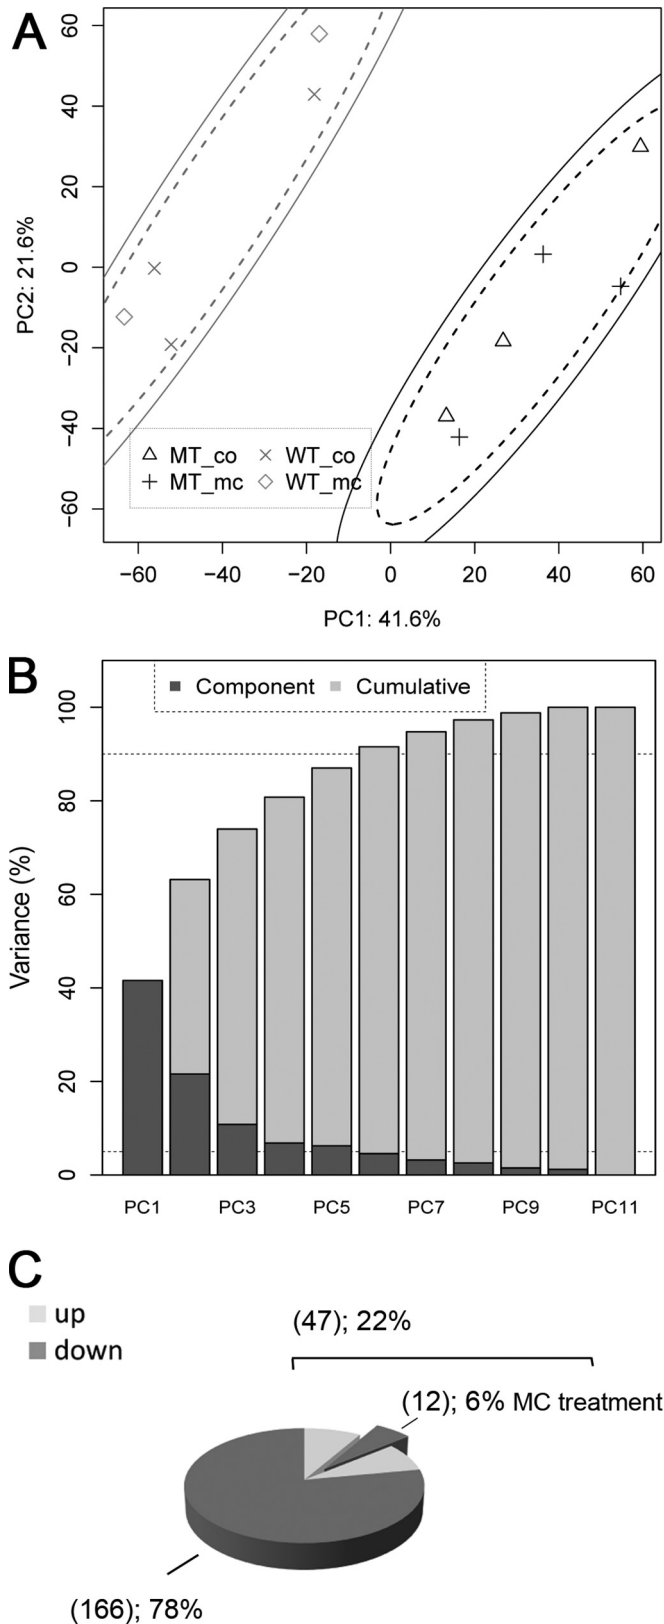 A
60
40
20
0
−20
−40
−60
PC2: 21.6%
MT_co WT_co
MT_mc WT_mc
−60 −40 −20 0 20 40 60
PC1: 41.6%
B
Component Cumulative
100
80
60
40
20
0
Variance (%)
PC1 PC3 PC5 PC7 PC9 PC11
C
up
down
(47); 22%
(12); 6% MC treatment
(166); 78%